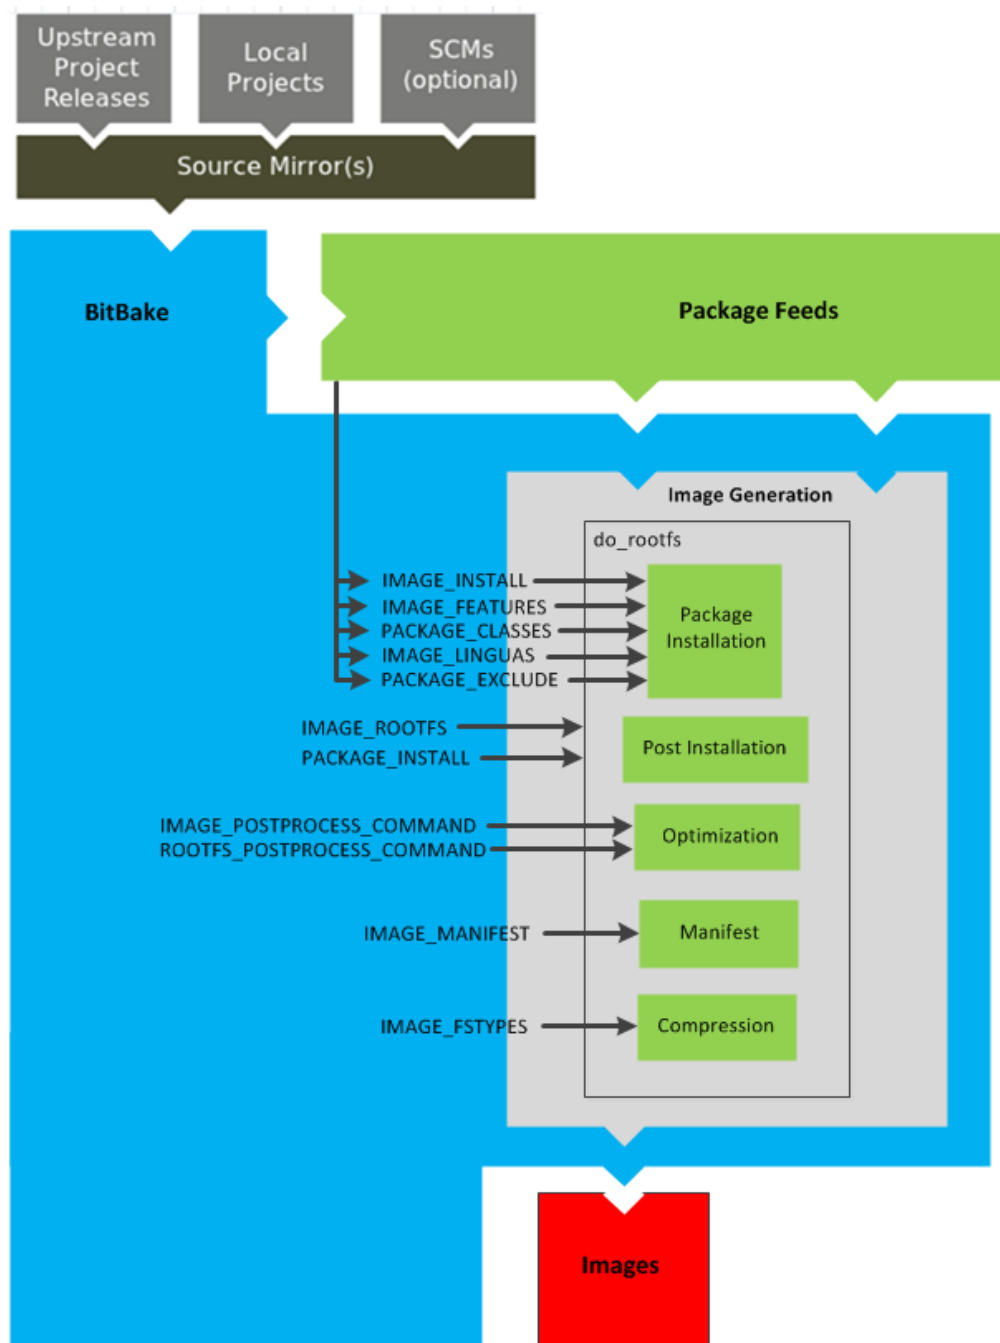 Upstream
Project
Releases
Local
Projects
SCMs
(optional)
Source Mirror(s)
BitBake
Package Feeds
Image Generation
do_rootfs
IMAGE_INSTALL
IMAGE_FEATURES
PACKAGE_CLASSES
IMAGE_LINGUAS
PACKAGE_EXCLUDE
Package
Installation
IMAGE_ROOTFS
PACKAGE_INSTALL
Post Installation
IMAGE_POSTPROCESS_COMMAND
ROOTFS_POSTPROCESS_COMMAND
Optimization
IMAGE_MANIFEST
Manifest
IMAGE_FSTYPES
Compression
Images